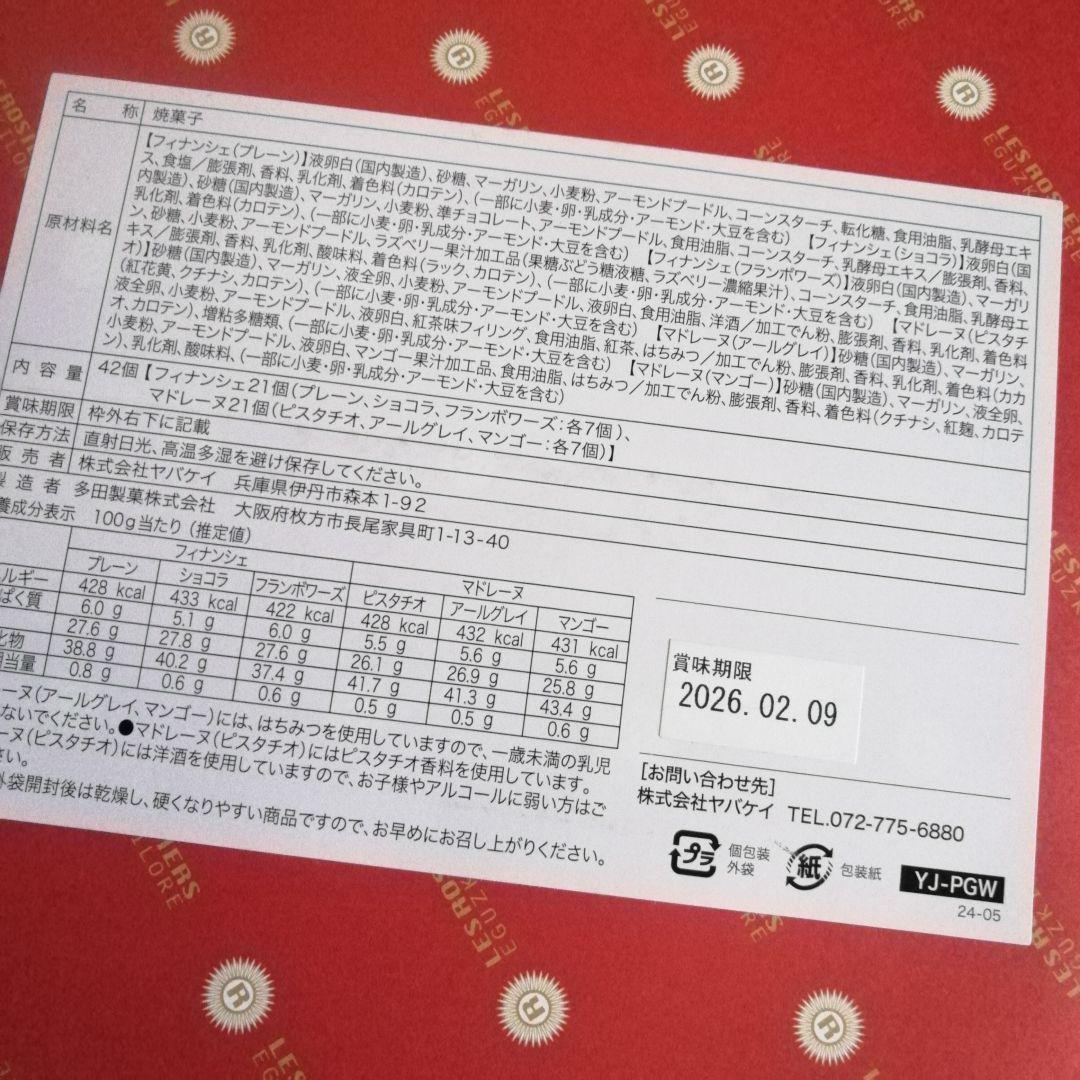 名称 焼菓子
原材料名
【フィナンシェ(プレーン)】液卵白(国内製造)、砂糖、マーガリン、小麦粉、アーモンドプードル、コーンスターチ、転化糖、食用油脂、乳酵母エキ
ス、食塩/膨張剤、香料、乳化剤、着色料(カロテン)、(一部に小麦・卵・乳成分・アーモンド・大豆を含む) 【フィナンシェ(ショコラ)】液卵白(国
内製造)、砂糖(国内製造)、マーガリン、小麦粉、準チョコレート、アーモンドプードル、食用油脂、コーンスターチ、乳酵母エキス/膨張剤、香料、
乳化剤、着色料(カロテン)、(一部に小麦・卵・乳成分・アーモンド・大豆を含む) 【フィナンシェ(フランボワーズ)】液卵白(国内製造)、マーガリ
ン、砂糖、小麦粉、アーモンドプードル、ラズベリー果汁加工品(果糖ぶどう糖液糖、ラズベリー濃縮果汁)、コーンスターチ、食用油脂、乳酵母エ
キス/膨張剤、香料、乳化剤、酸味料、着色料(ラック、カロテン)、(一部に小麦・卵・乳成分・アーモンド・大豆を含む) 【マドレーヌ(ピスタチ
オ)】砂糖(国内製造)、マーガリン、液全卵、小麦粉、アーモンドプードル、液卵白、食用油脂、洋酒/加工でん粉、膨張剤、香料、乳化剤、着色料
(紅花黄、クチナシ、カロテン)、(一部に小麦・卵・乳成分・アーモンド・大豆を含む) 【マドレーヌ(アールグレイ)】砂糖(国内製造)、マーガリン、
液全卵、小麦粉、アーモンドプードル、液卵白、紅茶味フィリング、食用油脂、紅茶、はちみつ/加工でん粉、膨張剤、香料、乳化剤、着色料(カカ
オ、カロテン)、増粘多糖類、(一部に小麦・卵・乳成分・アーモンド・大豆を含む) 【マドレーヌ(マンゴー)】砂糖(国内製造)、マーガリン、液全卵、
小麦粉、アーモンドプードル、液卵白、マンゴー果汁加工品、食用油脂、はちみつ/加工でん粉、膨張剤、香料、着色料(クチナシ、紅麹、カロテ
ン)、乳化剤、酸味料、(一部に小麦・卵・乳成分・アーモンド・大豆を含む)
内容量 42個【フィナンシェ21個(プレーン、ショコラ、フランボワーズ:各7個)、
マドレーヌ21個(ピスタチオ、アールグレイ、マンゴー:各7個)】
賞味期限 枠外右下に記載
保存方法 直射日光、高温多湿を避け保存してください。
販売者 株式会社ヤバケイ 兵庫県伊丹市森本1-92
製造者 多田製菓株式会社 大阪府枚方市長尾家具町1-13-40
養成分表示 100g当たり(推定値)
フィナンシェ マドレーヌ
プレーン ショコラ フランボワーズ ピスタチオ アールグレイ マンゴー
ルギー 428 kcal 433 kcal 422 kcal 428 kcal 432 kcal 431 kcal
ぱく質 6.0 g 5.1 g 6.0 g 5.5 g 5.6 g 5.6 g
27.6 g 27.8 g 27.6 g 26.1 g 26.9 g 25.8 g
化物 38.8 g 40.2 g 37.4 g 41.7 g 41.3 g 43.4 g
相当量 0.8 g 0.6 g 0.6 g 0.5 g 0.5 g 0.6 g
レーヌ(アールグレイ、マンゴー)には、はちみつを使用していますので、一歳未満の乳児
ないでください。●マドレーヌ(ピスタチオ)にはピスタチオ香料を使用しています。
ーヌ(ピスタチオ)には洋酒を使用していますので、お子様やアルコールに弱い方はご
さい。
外袋開封後は乾燥し、硬くなりやすい商品ですので、お早めにお召し上がりください。
賞味期限
2026.02.09
[お問い合わせ先]
株式会社ヤバケイ TEL.072-775-6880
プラ 個包装
外袋
紙 包装紙
YJ-PGW
24-05